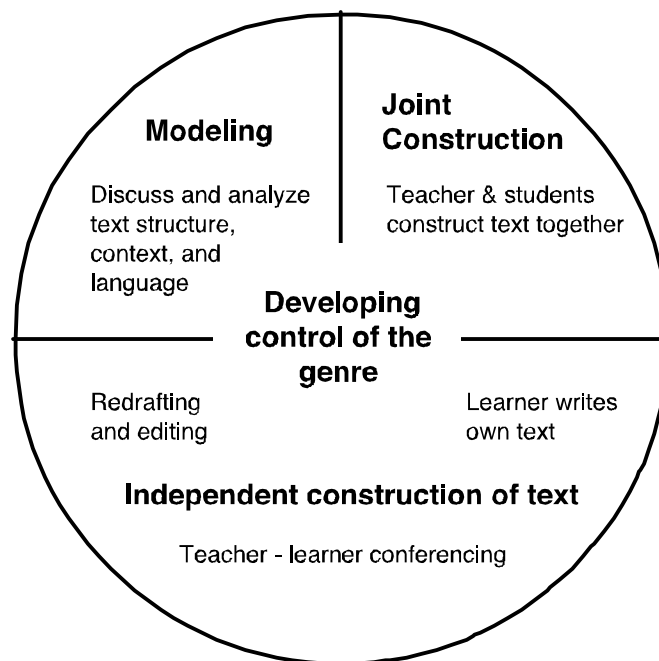 Modeling
Discuss and analyze
text structure,
context, and
language
Joint
Construction
Teacher & students
construct text together
Developing
control of the
genre
Redrafting
and editing
Learner writes
own text
Independent construction of text
Teacher - learner conferencing